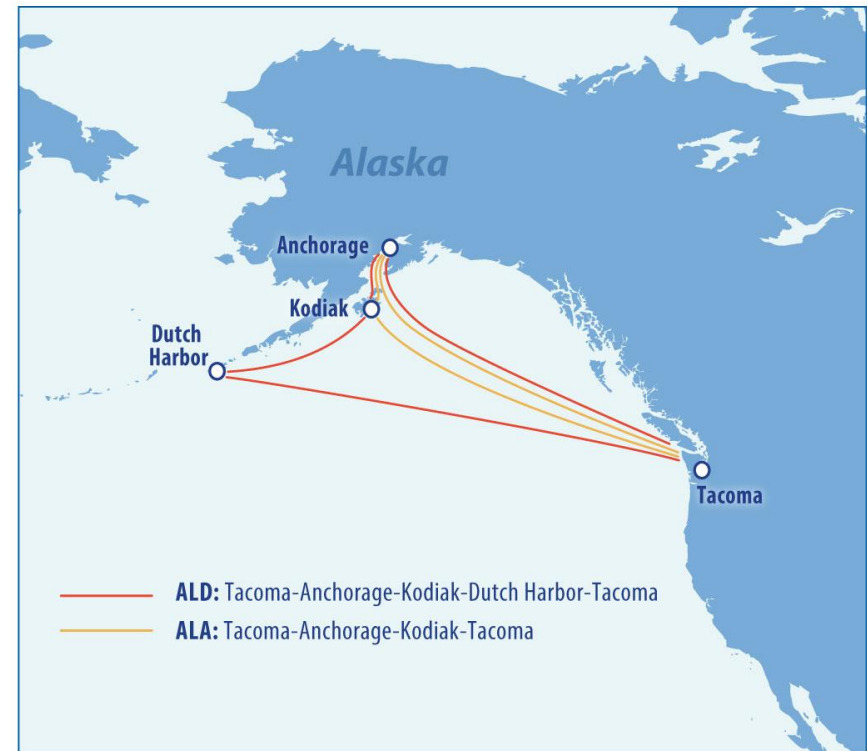 Alaska
Anchorage
Kodiak
Dutch
Harbor
Tacoma
ALD: Tacoma-Anchorage-Kodiak-Dutch Harbor-Tacoma
ALA: Tacoma-Anchorage-Kodiak-Tacoma